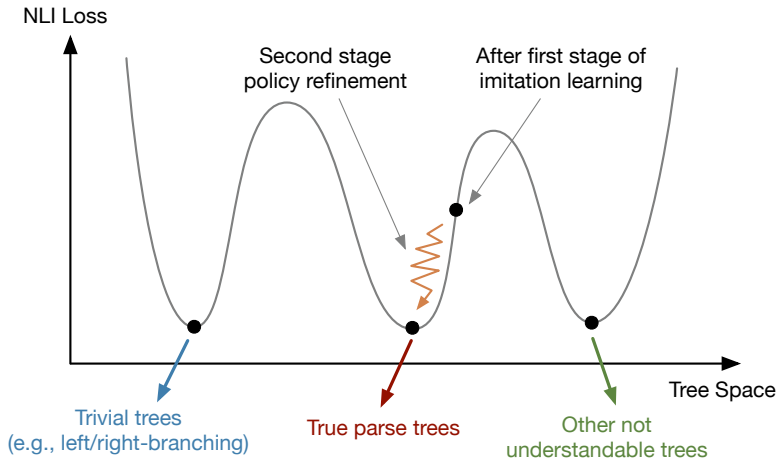 NLI Loss
Second stage
policy refinement
After first stage of
imitation learning
Tree Space
Trivial trees
(e.g., left/right-branching)
True parse trees
Other not
understandable trees